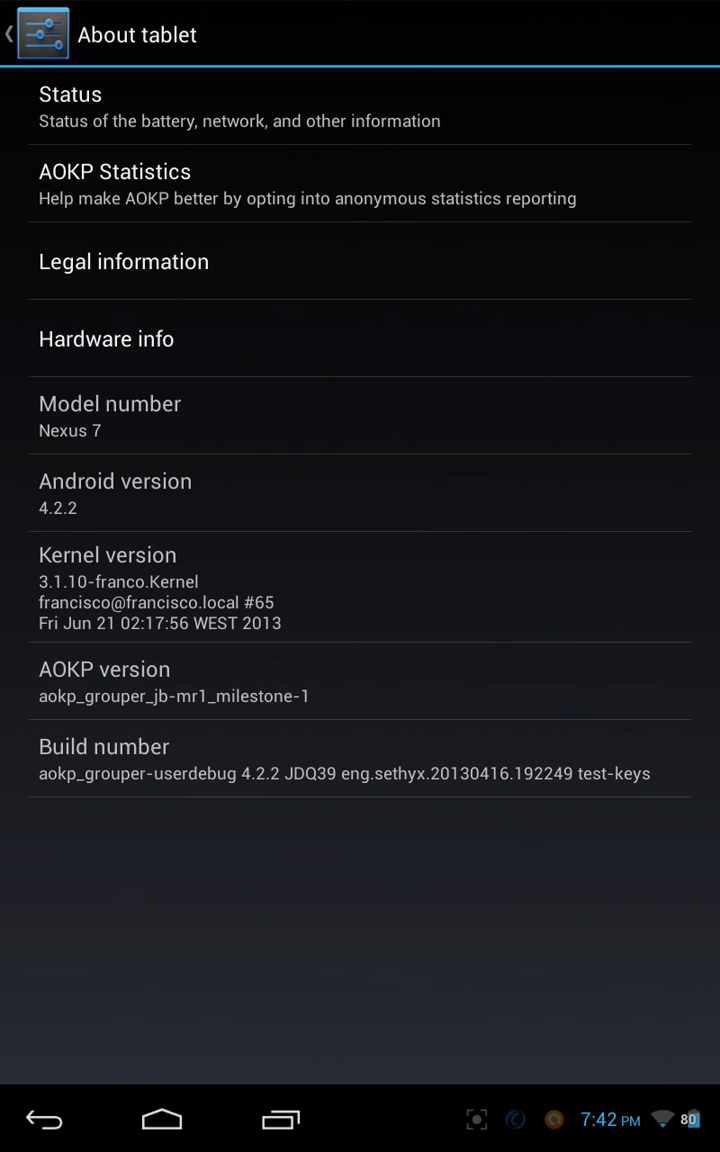 About tablet
Status
Status of the battery, network, and other information
AOKP Statistics
Help make AOKP better by opting into anonymous statistics reporting
Legal information
Hardware info
Model number
Nexus 7
Android version
4.2.2
Kernel version
3.1.10-franco.Kernel
francisco@francisco.local #65
Fri Jun 21 02:17:56 WEST 2013
AOKP version
aokp_grouper_jb-mr1_milestone-1
Build number
aokp_grouper-userdebug 4.2.2 JDQ39 eng.sethyx.20130416.192249 test-keys
7:42 PM 80